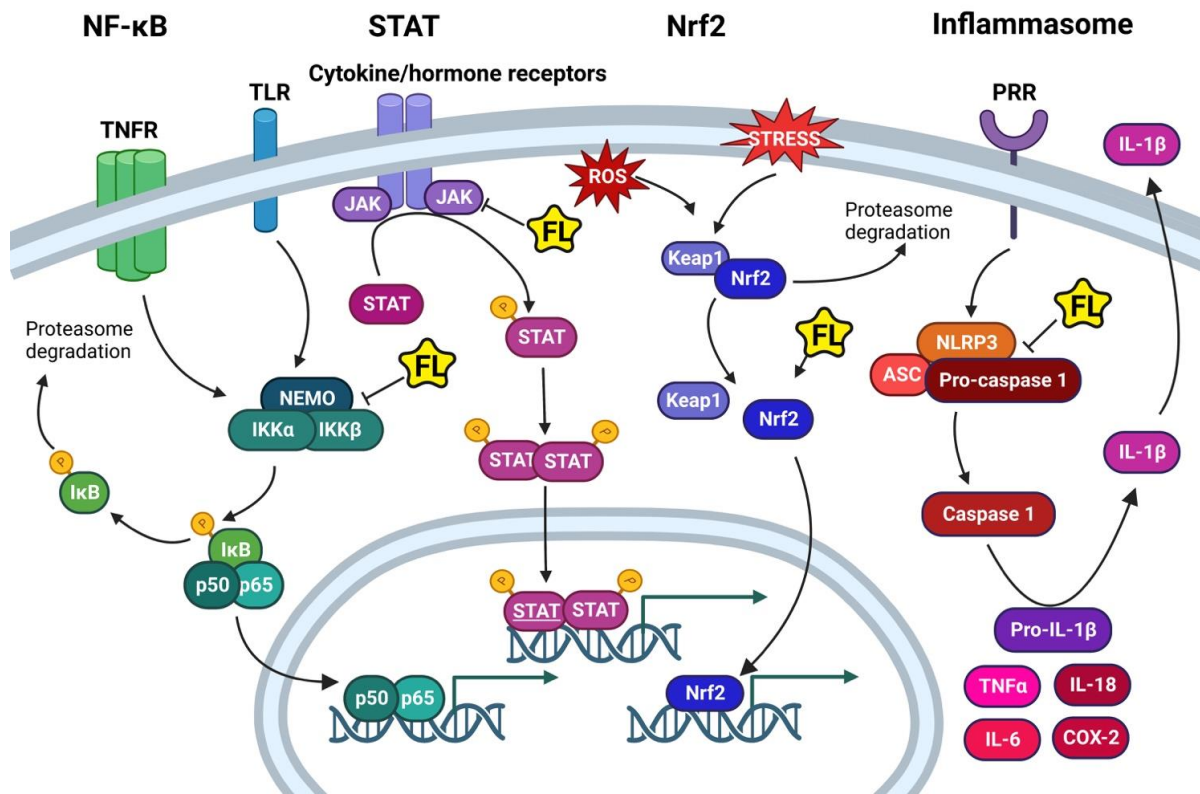 NF-κB
STAT
Nrf2
Inflammasome
Cytokine/hormone receptors
TLR
TNFR
PRR
IL-1β
STRESS
ROS
JAK
JAK
FL
Proteasome
degradation
Keap1
Nrf2
STAT
P
STAT
FL
FL
NLRP3
ASC
Pro-caspase 1
Proteasome
degradation
FL
NEMO
IKKα
IKKβ
Keap1
Nrf2
P
P
STAT
STAT
IL-1β
P
IκB
Caspase 1
P
IκB
p50
p65
P
P
STAT
STAT
Pro-IL-1β
p50
p65
Nrf2
TNFα
IL-18
IL-6
COX-2